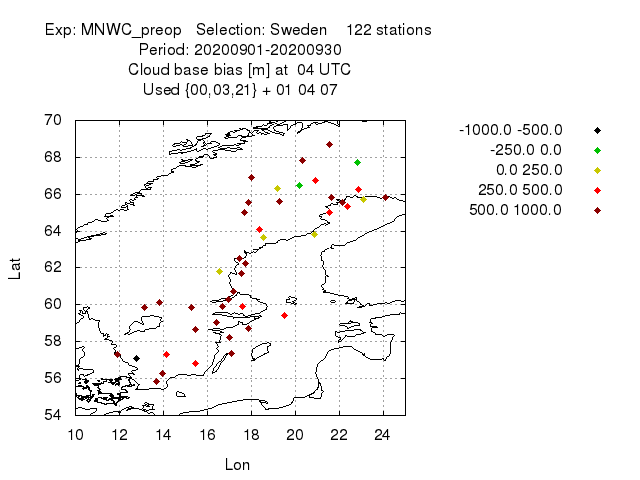 Exp: MNWC_preop   Selection: Sweden    122 stations
Period: 20200901-20200930
Cloud base bias [m] at  04 UTC
Used {00,03,21} + 01 04 07
-1000.0 -500.0
-250.0 0.0
0.0 250.0
250.0 500.0
500.0 1000.0
70
68
66
64
62
60
58
56
54
Lat
10 12 14 16 18 20 22 24
Lon